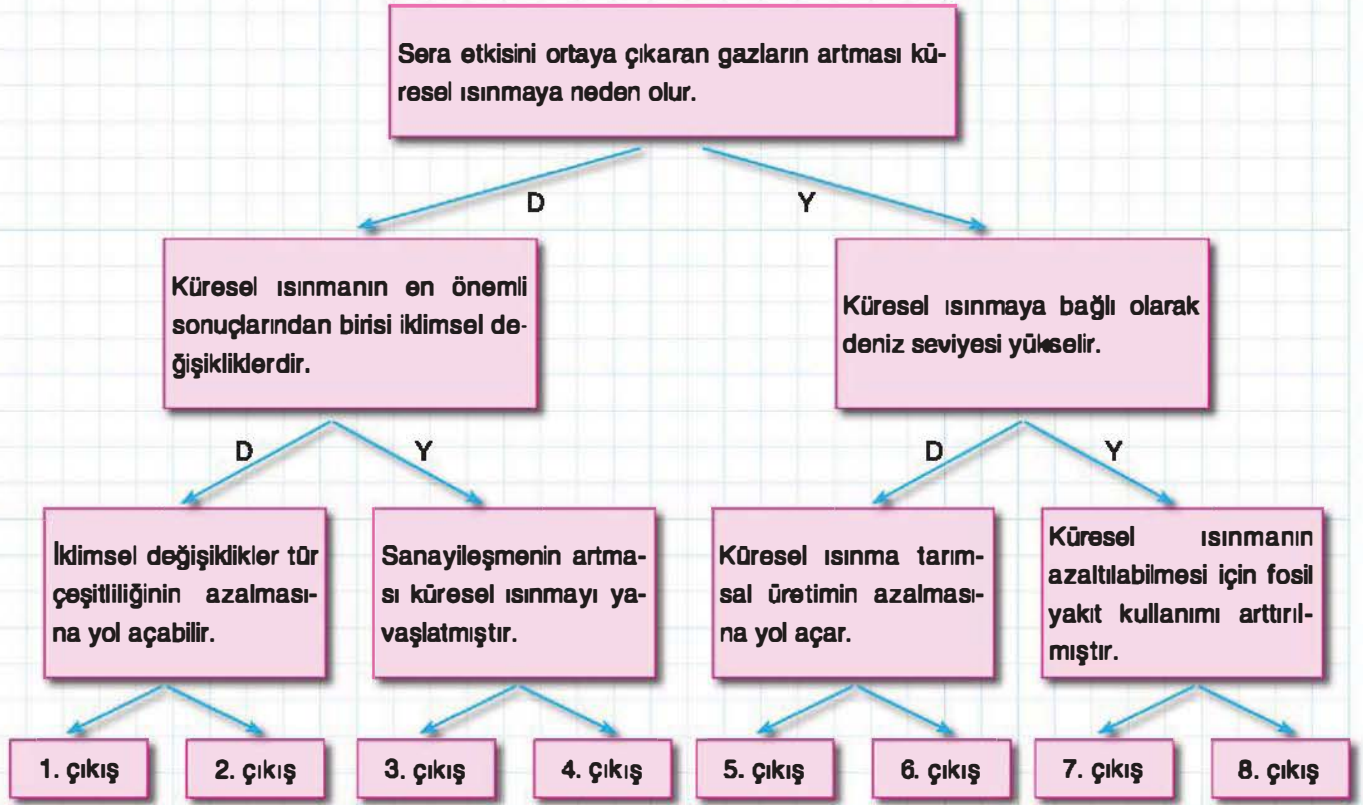 Sera etkisini ortaya çıkaran gazların artması kü-
resel ısınmaya neden olur.
D
Y
Küresel ısınmanın en önemli
sonuçlarından birisi iklimsel de-
ğişikliklerdir.
Küresel ısınmaya bağlı olarak
deniz seviyesi yükselir.
D
Y
D
Y
İklimsel değişiklikler tür
çeşitliliğinin azalması-
na yol açabilir.
Sanayileşmenin artma-
sı küresel ısınmayı ya-
vaşlatmıştır.
Küresel ısınma tarım-
sal üretimin azalması-
na yol açar.
Küresel ısınmanın
azaltılabilmesi için fosil
yakıt kullanımı arttırıl-
mıştır.
1. çıkış
2. çıkış
3. çıkış
4. çıkış
5. çıkış
6. çıkış
7. çıkış
8. çıkış